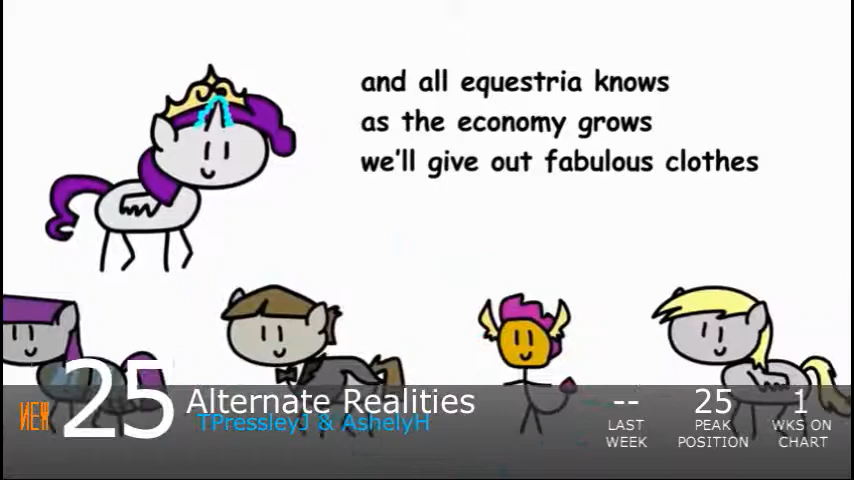 and all equestria knows
as the economy grows
we'll give out fabulous clothes
NEW
25
Alternate Realities
TPressleyJ & AshelyH
--
LAST
WEEK
25
PEAK
POSITION
1
WKS ON
CHART